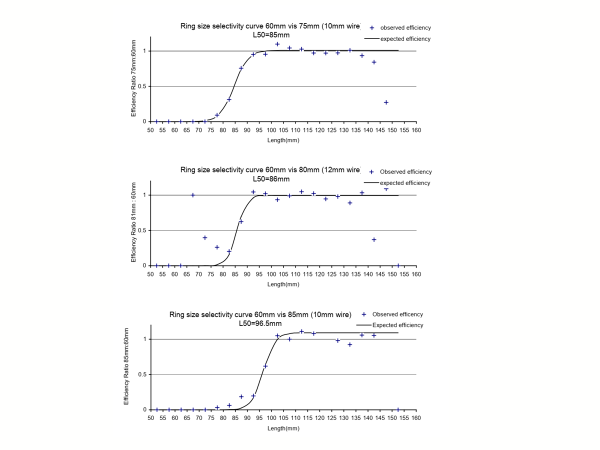 Ring size selectivity curve 60mm vis 75mm (10mm wire)
L50=85mm
observed efficiency
expected efficiency
Efficiency Ratio 75mm:60mm
1
0.5
0
50 55 60 65 70 75 80 85 90 95 100 105 110 115 120 125 130 135 140 145 150 155 160
Length(mm)
Ring size selectivity curve 60mm vis 80mm (12mm wire)
L50=86mm
Observed efficiency
expected efficiency
Efficiency Ratio 81mm : 60mm
1
0.5
0
50 55 60 65 70 75 80 85 90 95 100 105 110 115 120 125 130 135 140 145 150 155 160
Length(mm)
Ring size selectivity curve 60mm vis 85mm (10mm wire)
L50=96.5mm
Observed efficiency
Expected efficiency
Efficiency Ratio 85mm:60mm
1
0.5
0
50 55 60 65 70 75 80 85 90 95 100 105 110 115 120 125 130 135 140 145 150 155 160
Length(mm)